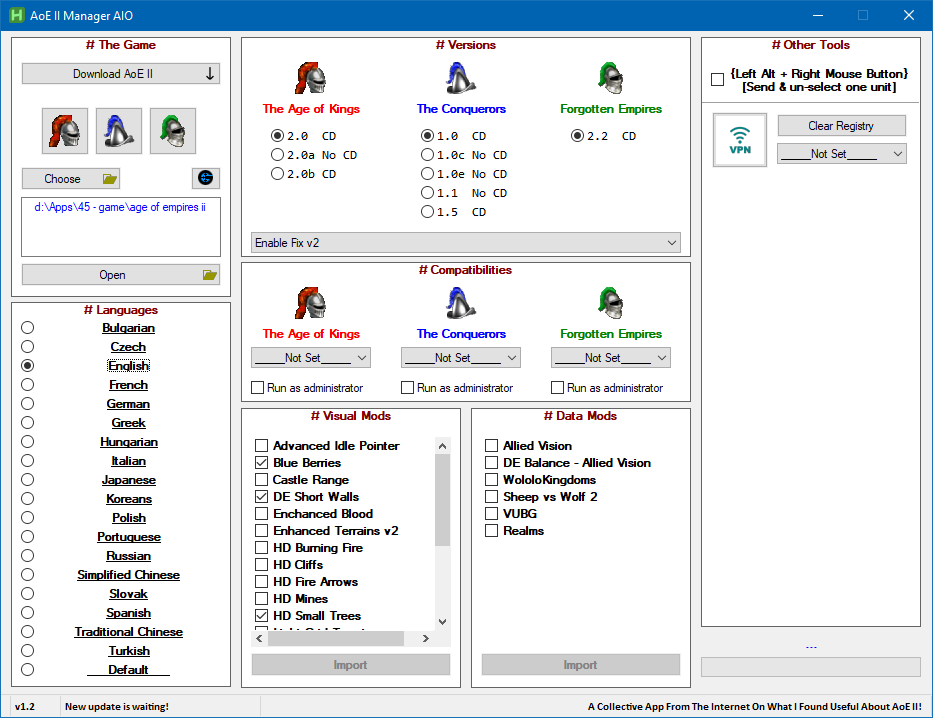 AoE II Manager AIO
# The Game
Download AoE II
Choose
d:\Apps\45 - game\age of empires ii
Open
# Languages
Bulgarian
Czech
English
French
German
Greek
Hungarian
Italian
Japanese
Koreans
Polish
Portuguese
Russian
Simplified Chinese
Slovak
Spanish
Traditional Chinese
Turkish
Default
# Versions
The Age of Kings
The Conquerors
Forgotten Empires
2.0 CD
2.0a No CD
2.0b CD
1.0 CD
1.0c No CD
1.0e No CD
1.1 No CD
1.5 CD
2.2 CD
Enable Fix v2
# Compatibilities
The Age of Kings
The Conquerors
Forgotten Empires
_____Not Set_____
_____Not Set_____
_____Not Set_____
Run as administrator
Run as administrator
Run as administrator
# Visual Mods
Advanced Idle Pointer
Blue Berries
Castle Range
DE Short Walls
Enchanced Blood
Enhanced Terrains v2
HD Burning Fire
HD Cliffs
HD Fire Arrows
HD Mines
HD Small Trees
Import
# Data Mods
Allied Vision
DE Balance - Allied Vision
WololoKingdoms
Sheep vs Wolf 2
VUBG
Realms
Import
# Other Tools
{Left Alt + Right Mouse Button}
[Send & un-select one unit]
VPN
Clear Registry
_____Not Set_____
...
v1.2
New update is waiting!
A Collective App From The Internet On What I Found Useful About AoE II!